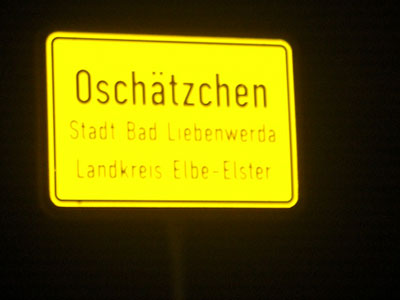 Oschätzchen
Stadt Bad Liebenwerda
Landkreis Elbe-Elster